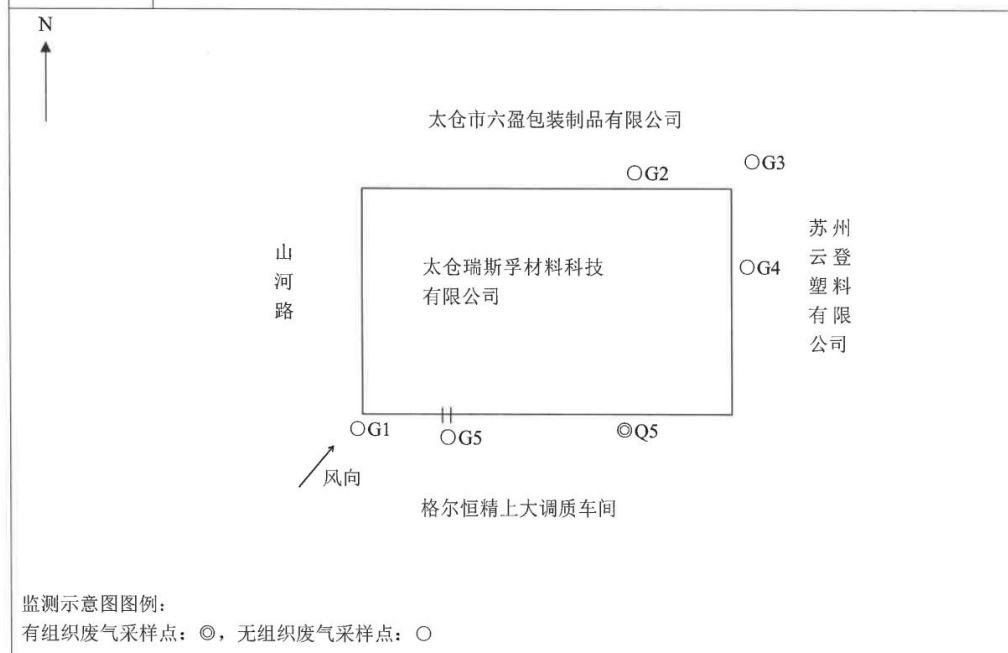 N
太仓市六盈包装制品有限公司
○G2
○G3
山
河
路
太仓瑞斯孚材料科技
有限公司
○G4
苏州
云登
塑料
有限
公司
○G1
○G5
◎Q5
风向
格尔恒精上大调质车间
监测示意图图例：
有组织废气采样点：◎，无组织废气采样点：○